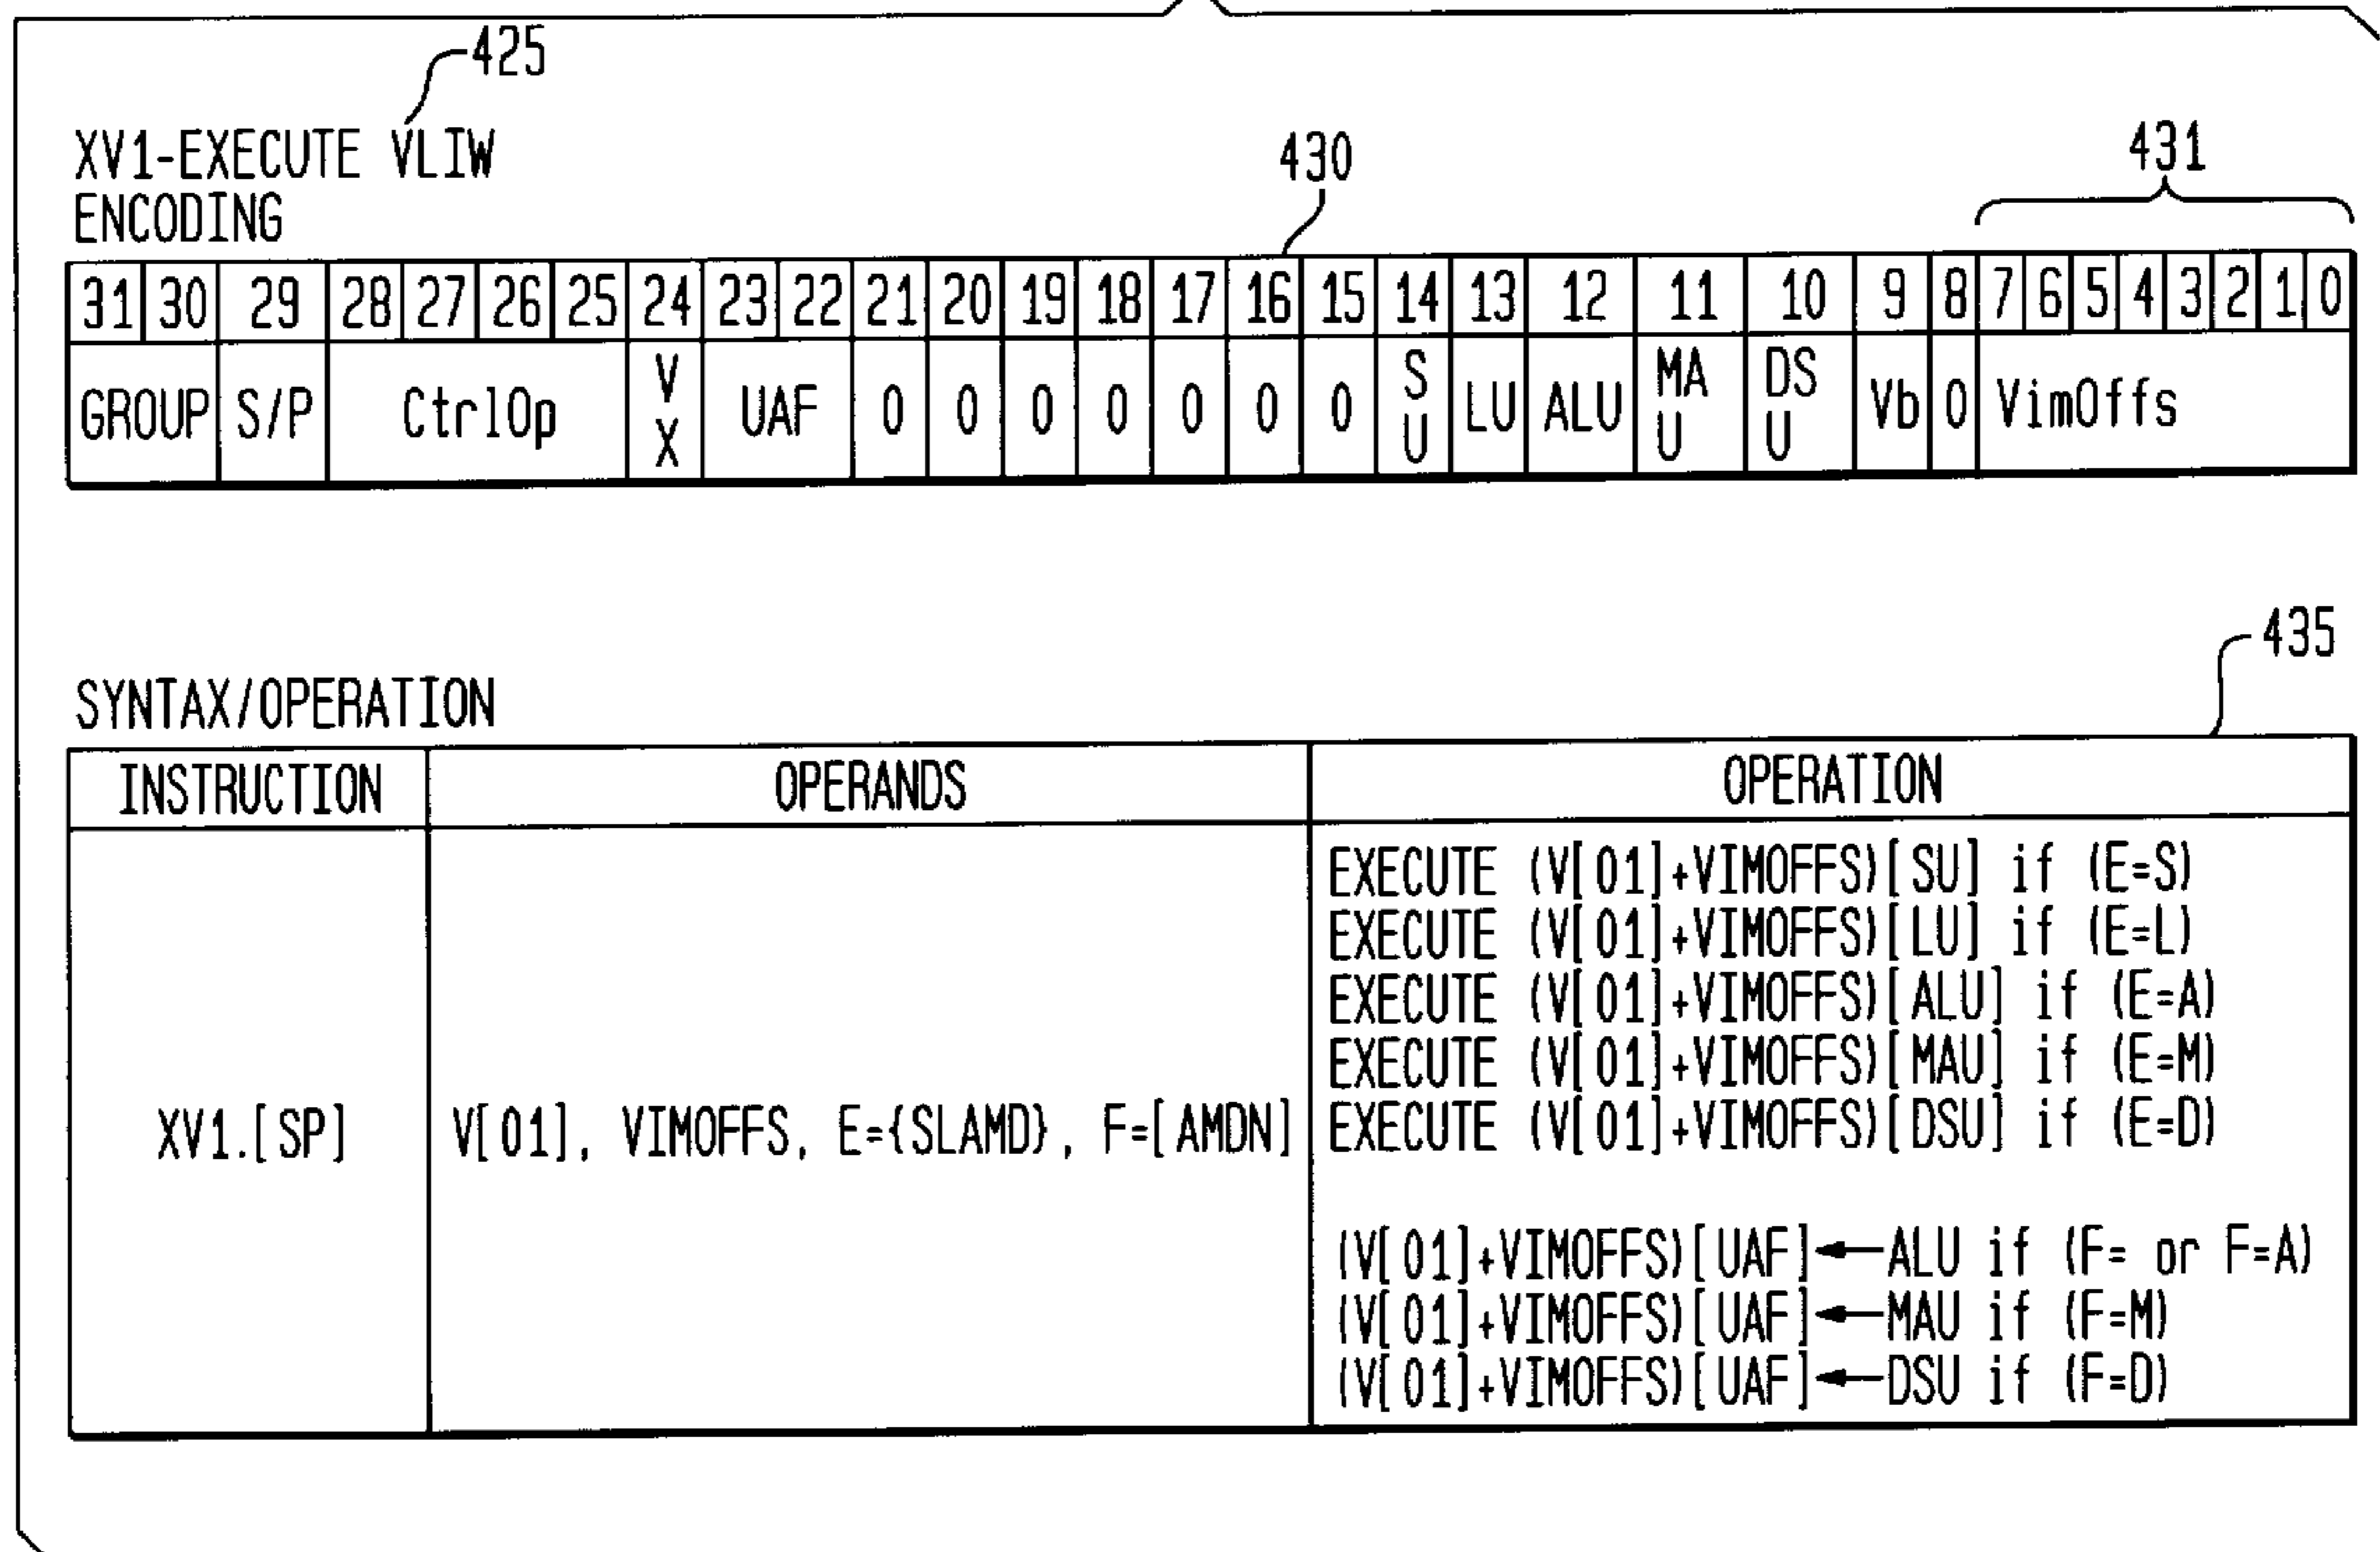 425
XV1-EXECUTE VLIW
ENCODING
430
431
31 30 29 28 27 26 25 24 23 22 21 20 19 18 17 16 15 14 13 12 11 10 9 8 7 6 5 4 3 2 1 0
GROUP S/P CtrlOp VX UAF 0 0 0 0 0 0 0 SU LU ALU MAU DSU Vb 0 VimOffs
435
SYNTAX/OPERATION
INSTRUCTION OPERANDS OPERATION
XV1.[SP] V[01], VIMOFFS, E={SLAMD}, F=[AMDN]
EXECUTE (V[01]+VIMOFFS)[SU] if (E=S)
EXECUTE (V[01]+VIMOFFS)[LU] if (E=L)
EXECUTE (V[01]+VIMOFFS)[ALU] if (E=A)
EXECUTE (V[01]+VIMOFFS)[MAU] if (E=M)
EXECUTE (V[01]+VIMOFFS)[DSU] if (E=D)
(V[01]+VIMOFFS)[UAF]←ALU if (F= or F=A)
(V[01]+VIMOFFS)[UAF]←MAU if (F=M)
(V[01]+VIMOFFS)[UAF]←DSU if (F=D)